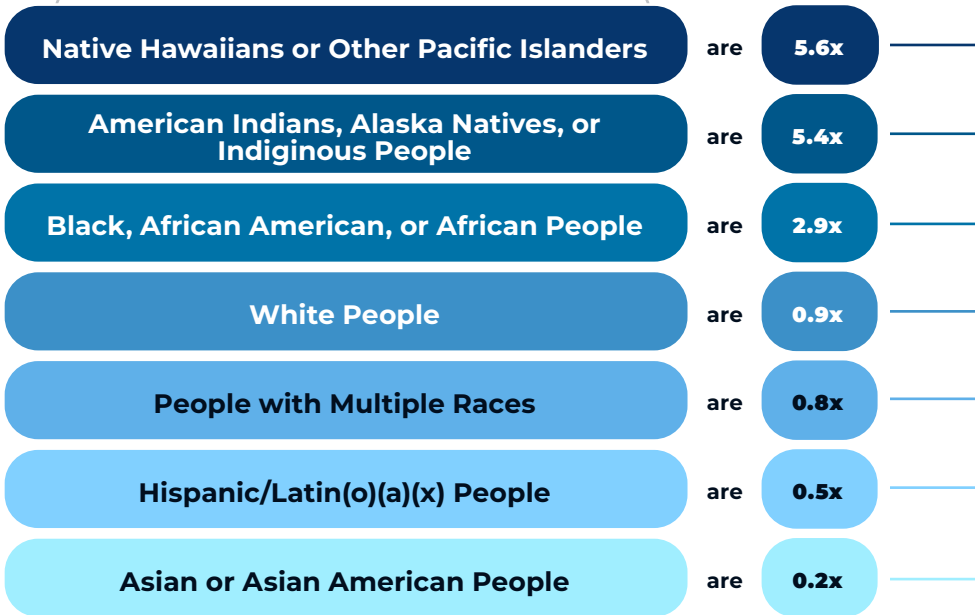 Native Hawaiians or Other Pacific Islanders are 5.6x
American Indians, Alaska Natives, or
Indiginous People are 5.4x
Black, African American, or African People are 2.9x
White People are 0.9x
People with Multiple Races are 0.8x
Hispanic/Latin(o)(a)(x) People are 0.5x
Asian or Asian American People are 0.2x